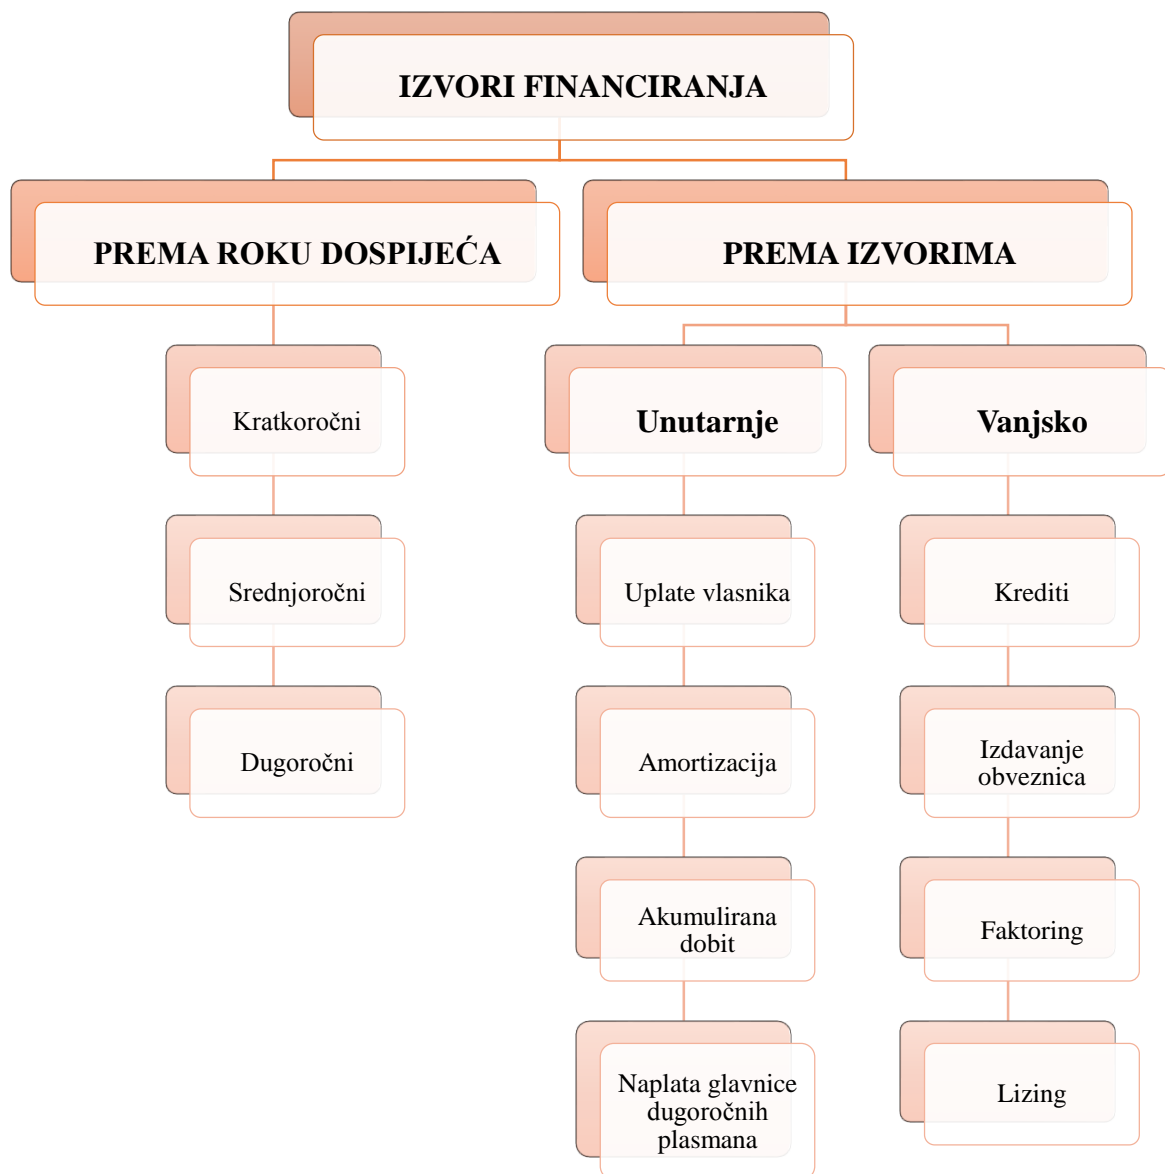 IZVORI FINANCIRANJA
PREMA ROKU DOSPIJEĆA
Kratkoročni
Srednjoročni
Dugoročni
PREMA IZVORIMA
Unutarnje
Uplate vlasnika
Amortizacija
Akumulirana
dobit
Naplata glavnice
dugoročnih
plasmana
Vanjsko
Krediti
Izdavanje
obveznica
Faktoring
Lizing